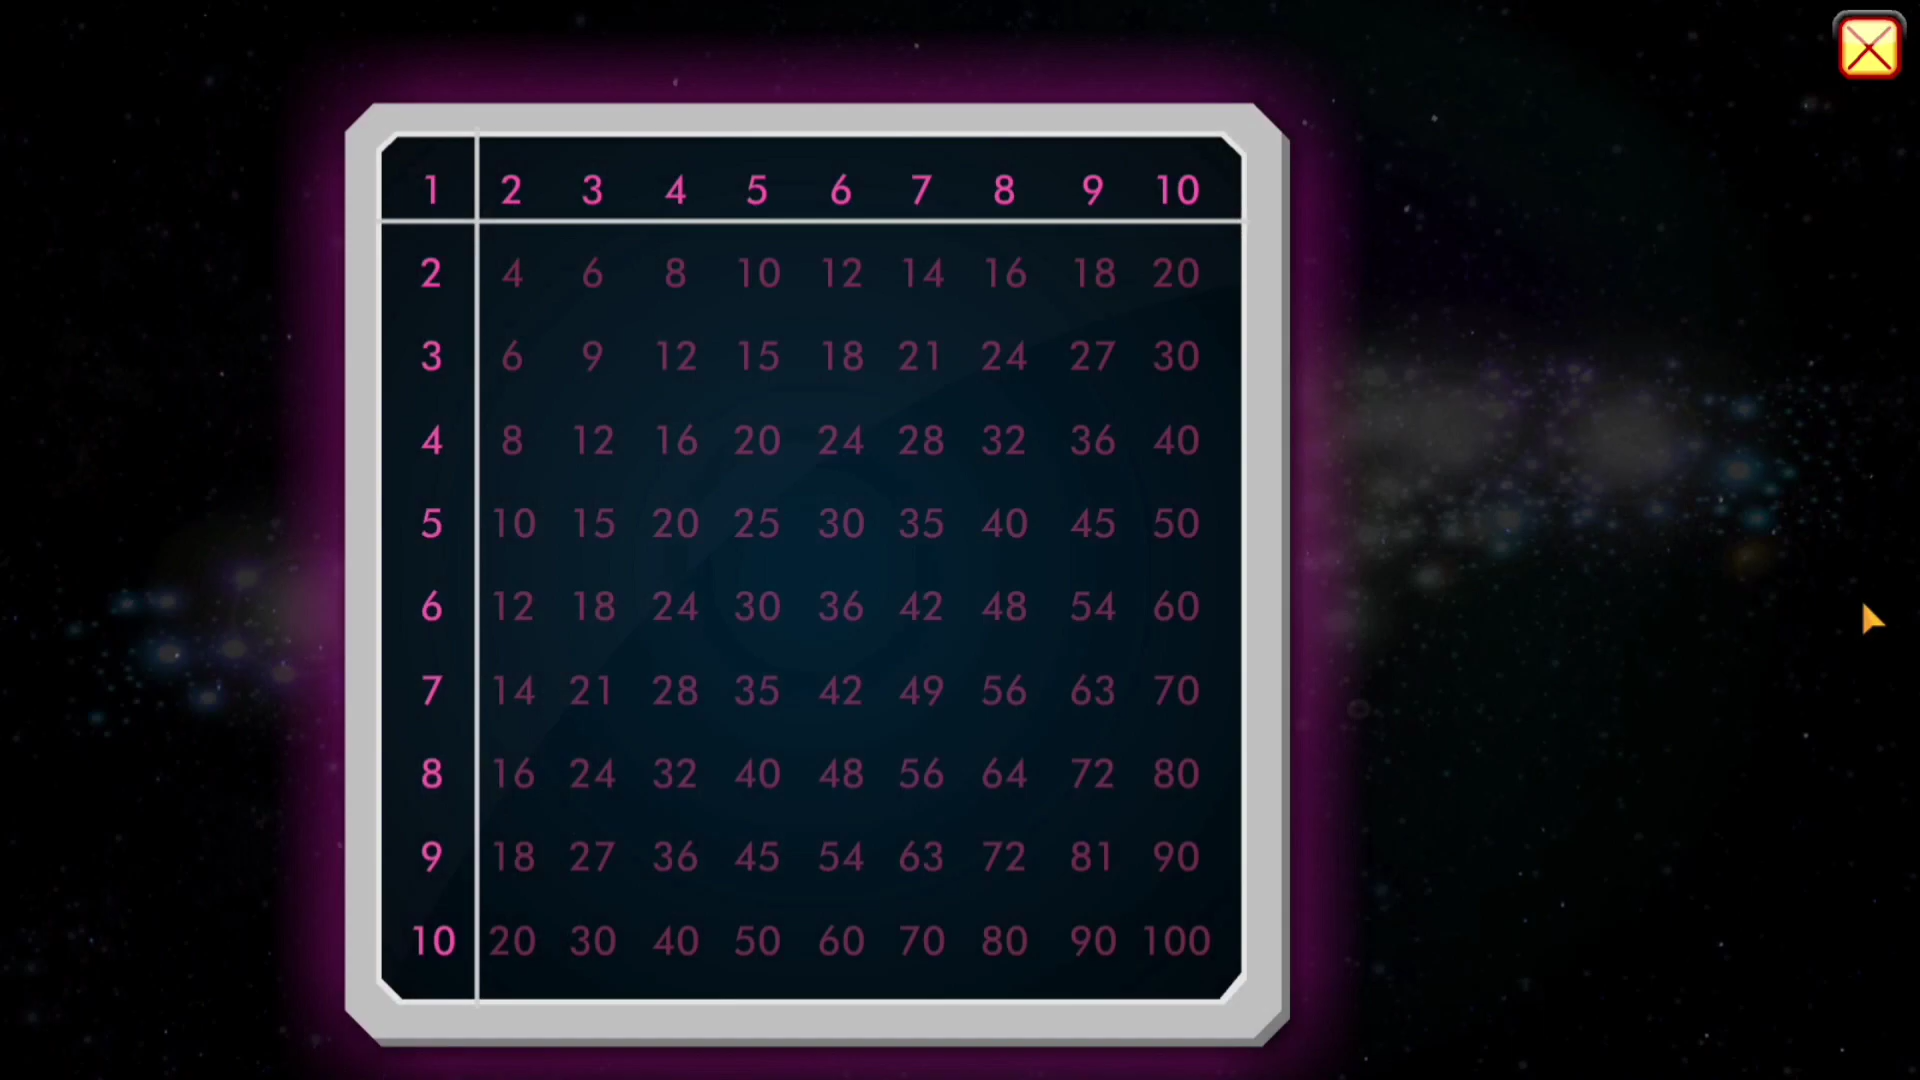 1 2 3 4 5 6 7 8 9 10
2 4 6 8 10 12 14 16 18 20
3 6 9 12 15 18 21 24 27 30
4 8 12 16 20 24 28 32 36 40
5 10 15 20 25 30 35 40 45 50
6 12 18 24 30 36 42 48 54 60
7 14 21 28 35 42 49 56 63 70
8 16 24 32 40 48 56 64 72 80
9 18 27 36 45 54 63 72 81 90
10 20 30 40 50 60 70 80 90 100